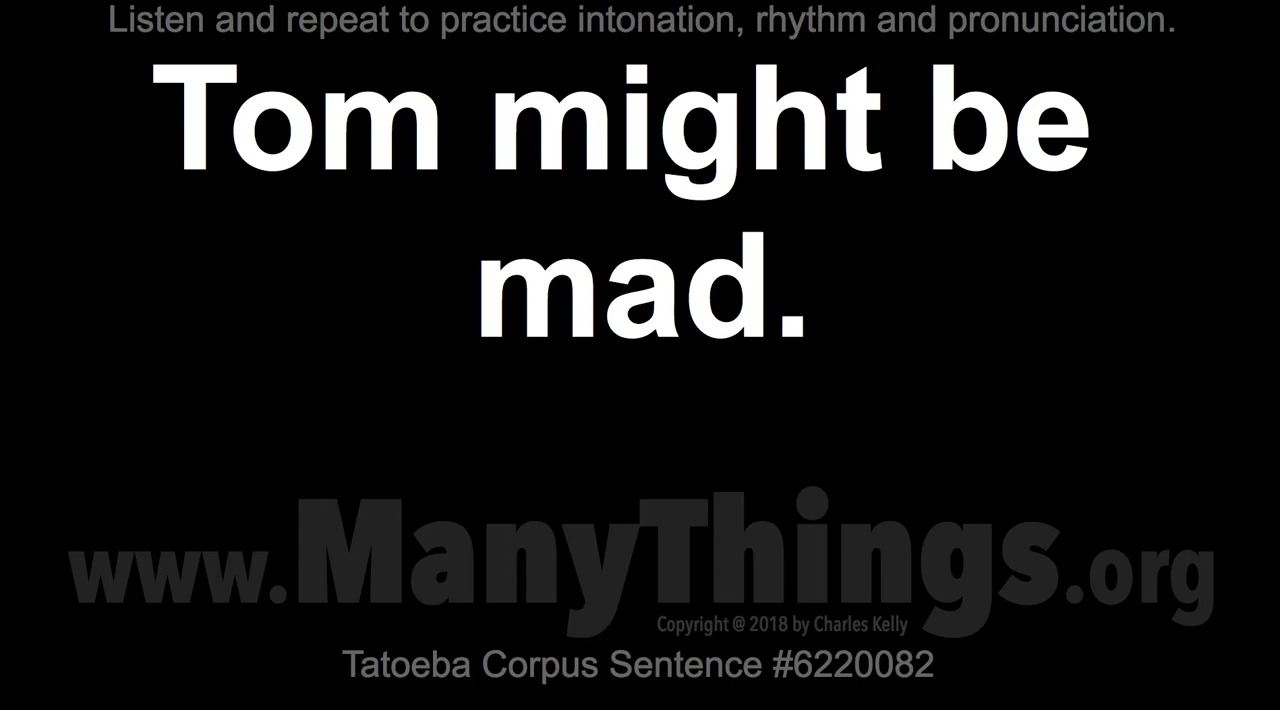 Listen and repeat to practice intonation, rhythm and pronunciation.
Tom might be
mad.
www.ManyThings.org
Copyright @ 2018 by Charles Kelly
Tatoeba Corpus Sentence #6220082